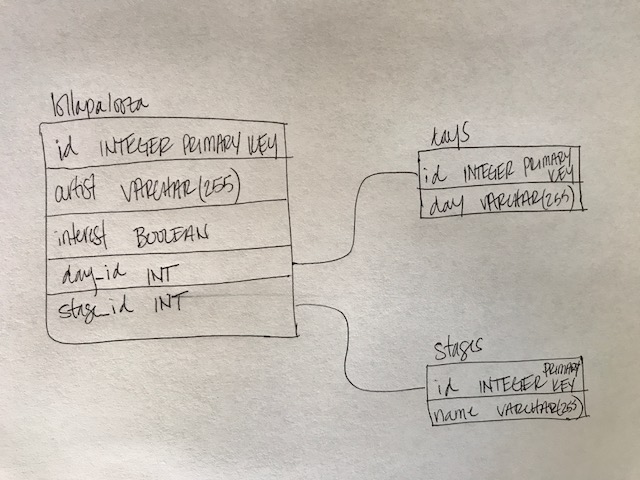 lollapalooza
id INTEGER PRIMARY KEY
artist VARCHAR(255)
interest BOOLEAN
day_id INT
stage_id INT
days
id INTEGER PRIMARY
KEY
day VARCHAR(255)
stages
id INTEGER PRIMARY
KEY
name VARCHAR(255)